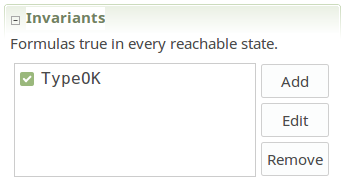 Invariants
Formulas true in every reachable state.
TypeOK
Add
Edit
Remove